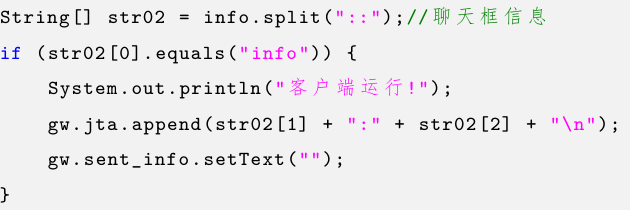 String[] str02 = info.split("::");//聊天框信息
if (str02[0].equals("info")) {
    System.out.println("客户端运行!");
    gw.jta.append(str02[1] + ":" + str02[2] + "\n");
    gw.sent_info.setText("");
}